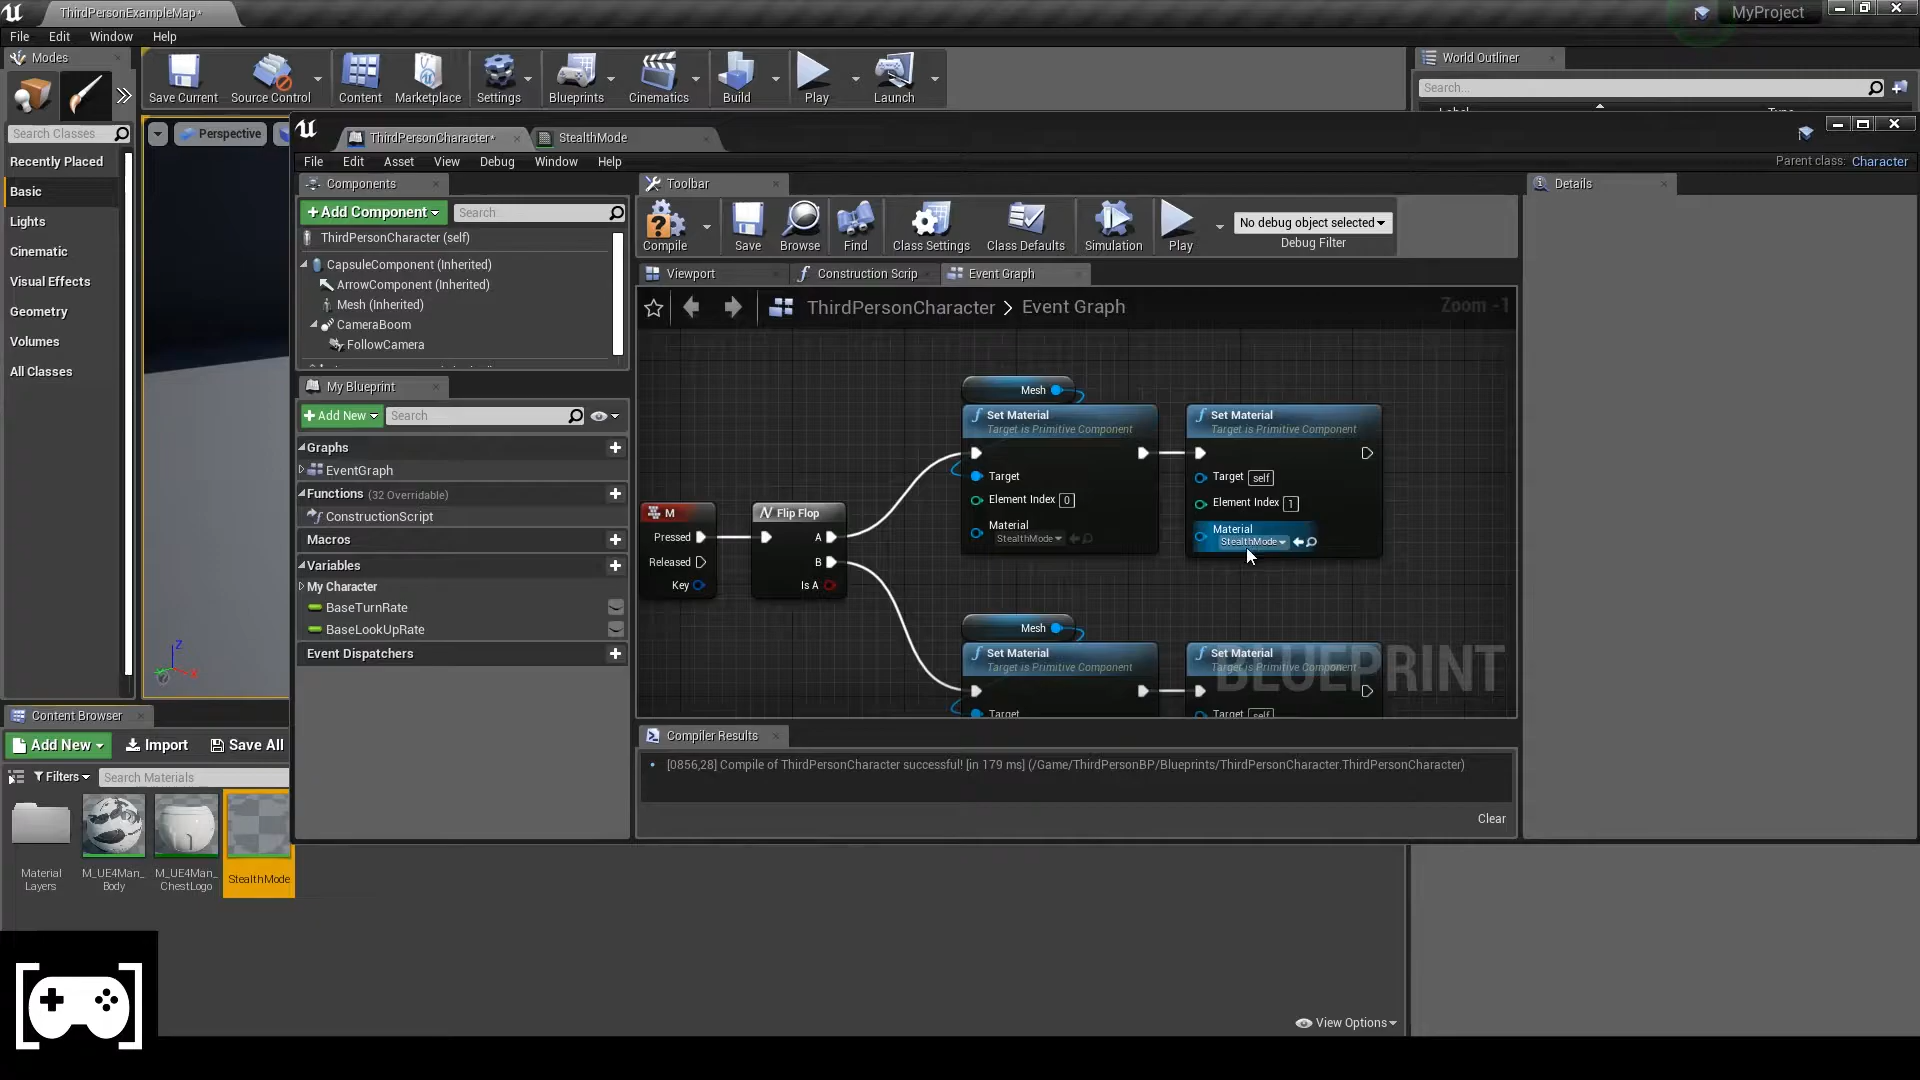 ThirdPersonExampleMap*
MyProject
File Edit Window Help
Modes
World Outliner
Save Current Source Control Content Marketplace Settings Blueprints Cinematics Build Play Launch
Search...
Search Classes
Perspective
Recently Placed
Basic
Lights
Cinematic
Visual Effects
Geometry
Volumes
All Classes
ThirdPersonCharacter* StealthMode
File Edit Asset View Debug Window Help
Parent class: Character
Components
+Add Component Search
ThirdPersonCharacter (self)
CapsuleComponent (Inherited)
ArrowComponent (Inherited)
Mesh (Inherited)
CameraBoom
FollowCamera
My Blueprint
+Add New Search
Graphs
EventGraph
Functions (32 Overridable)
ConstructionScript
Macros
Variables
My Character
BaseTurnRate
BaseLookUpRate
Event Dispatchers
Toolbar
Compile Save Browse Find Class Settings Class Defaults Simulation Play
No debug object selected
Debug Filter
Viewport Construction Scrip Event Graph
ThirdPersonCharacter > Event Graph
Zoom -1
M
Pressed
Released
Key
Flip Flop
A
B
Is A
Mesh
Set Material
Target is Primitive Component
Target
Element Index 0
Material
StealthMode
Set Material
Target is Primitive Component
Target self
Element Index 1
Material
StealthMode
Mesh
Set Material
Target is Primitive Component
Target
Set Material
Target is Primitive Component
Target self
BLUEPRINT
Compiler Results
[0856,28] Compile of ThirdPersonCharacter successful! [in 179 ms] (/Game/ThirdPersonBP/Blueprints/ThirdPersonCharacter.ThirdPersonCharacter)
Clear
Details
Content Browser
Add New Import Save All
Filters Search Materials
Material
Layers
M_UE4Man_
Body
M_UE4Man_
ChestLogo
StealthMode
View Options